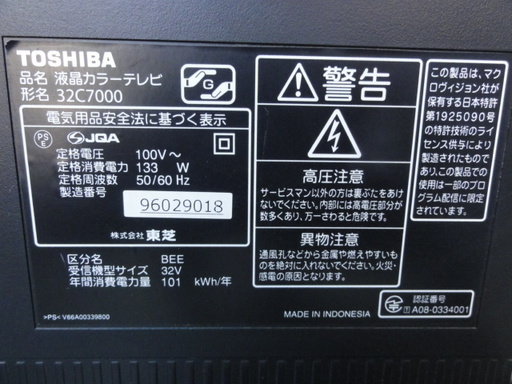 TOSHIBA
品名 液晶カラーテレビ
形名 32C7000
G
電気用品安全法に基づく表示
PS
E
JQA
定格電圧 100V～
定格消費電力 133 W
定格周波数 50/60 Hz
製造番号
96029018
株式会社 東芝
区分名 BEE
受信機型サイズ 32V
年間消費電力量 101 kWh/年
>PS< V66A00339800
警告
高圧注意
サービスマン以外の方は裏ぶたをあけ
ないでください。内部には高電圧部分が
数多くあり、万一さわると危険です。
異物注意
通風孔などから金属や燃えやすいも
のを絶対に入れないでください。火災・
感電の原因となります。
MADE IN INDONESIA
この製品は、マク
ロヴィジョン社が
保有する日本特許
第1925090号
の特許技術のライ
センス供与により
製造されました。
この製品での
使用は一部のプロ
グラム配信に限定
されます。
認証番号
T A08-0334001